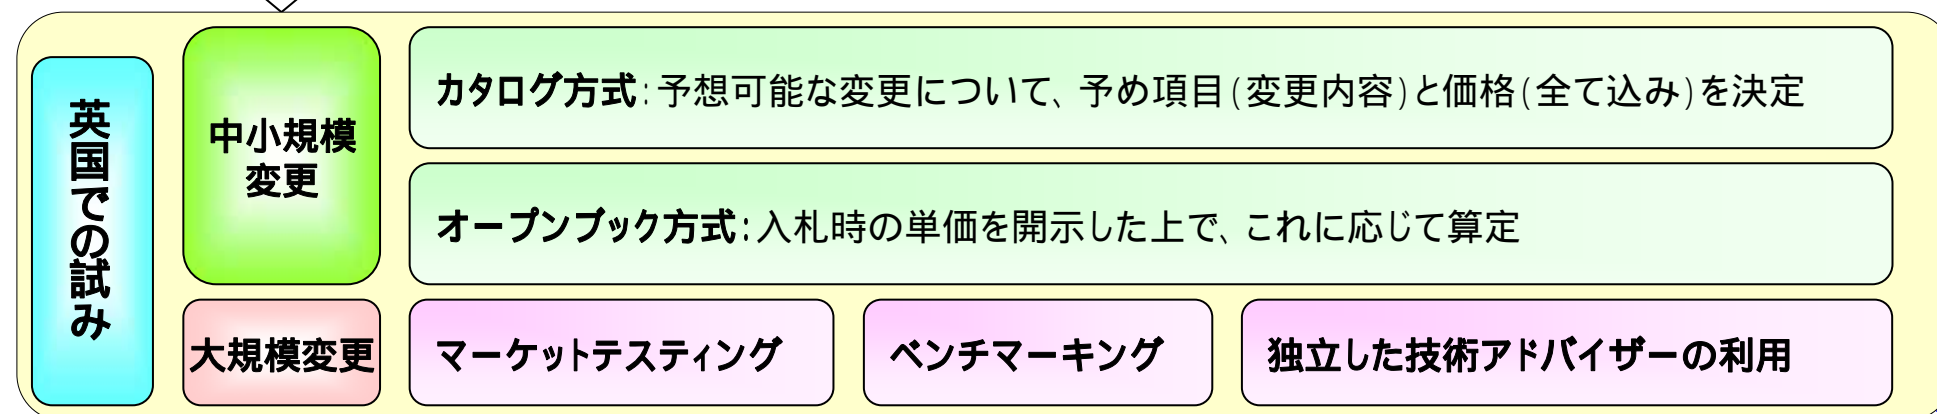 英国での試み
中小規模
変更
カタログ方式:予想可能な変更について、予め項目(変更内容)と価格(全て込み)を決定
オープンブック方式:入札時の単価を開示した上で、これに応じて算定
大規模変更
マーケットテスティング
ベンチマーキング
独立した技術アドバイザーの利用